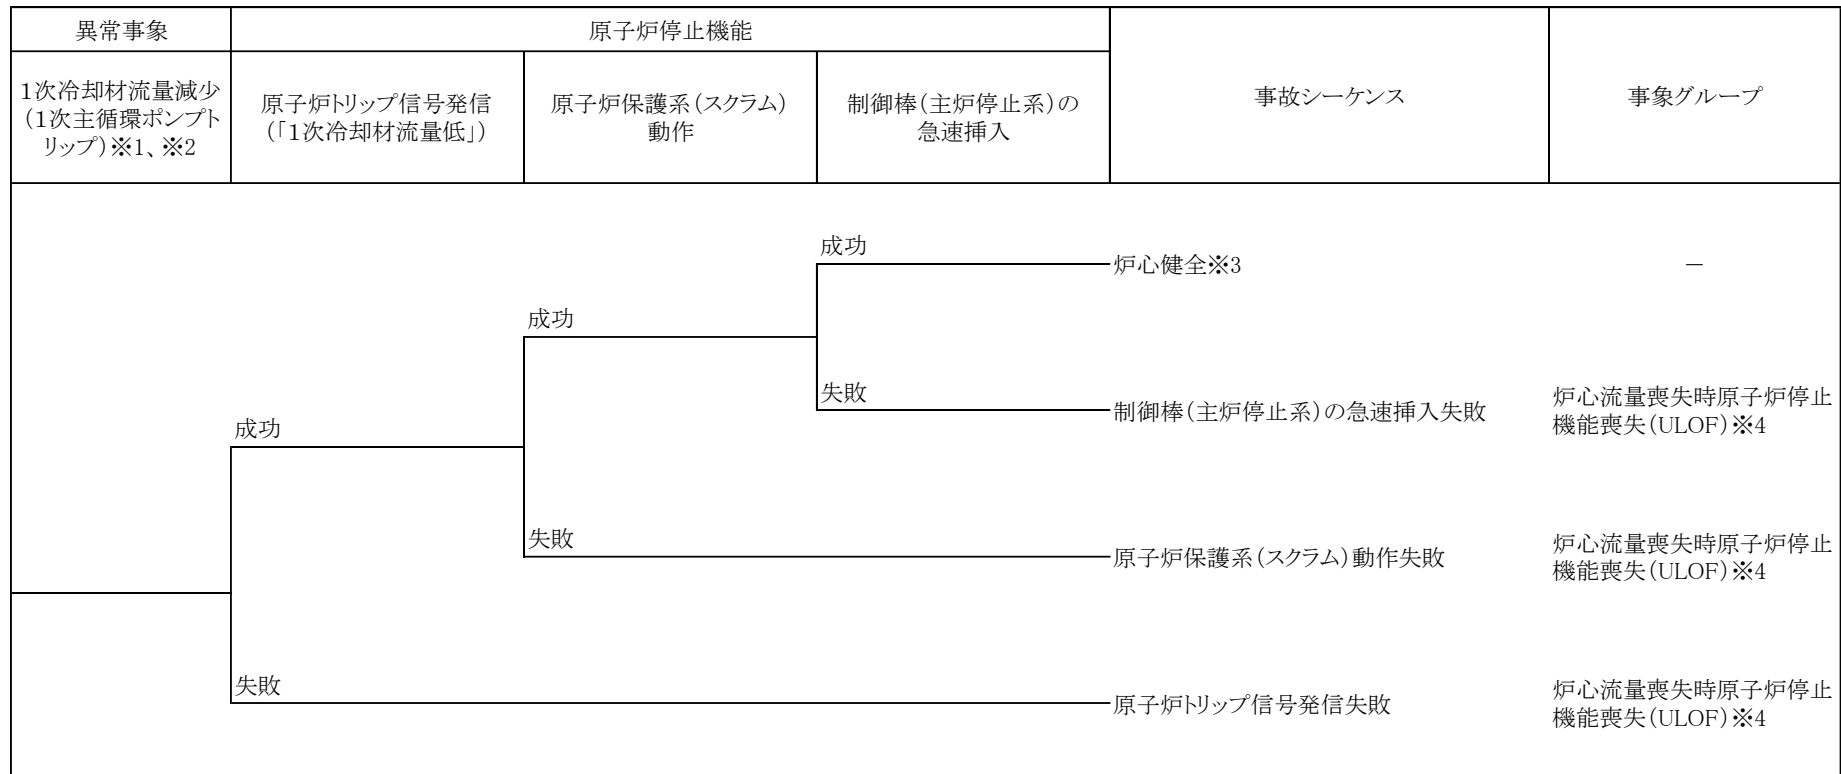 異常事象
原子炉停止機能
1次冷却材流量減少
(1次主循環ポンプト
リップ)※1、※2
原子炉トリップ信号発信
(「1次冷却材流量低」)
原子炉保護系(スクラム)
動作
制御棒(主炉停止系)の
急速挿入
事故シーケンス
事象グループ
成功
炉心健全※3
－
成功
失敗
制御棒(主炉停止系)の急速挿入失敗
炉心流量喪失時原子炉停止
機能喪失(ULOF)※4
成功
失敗
原子炉保護系(スクラム)動作失敗
炉心流量喪失時原子炉停止
機能喪失(ULOF)※4
失敗
原子炉トリップ信号発信失敗
炉心流量喪失時原子炉停止
機能喪失(ULOF)※4